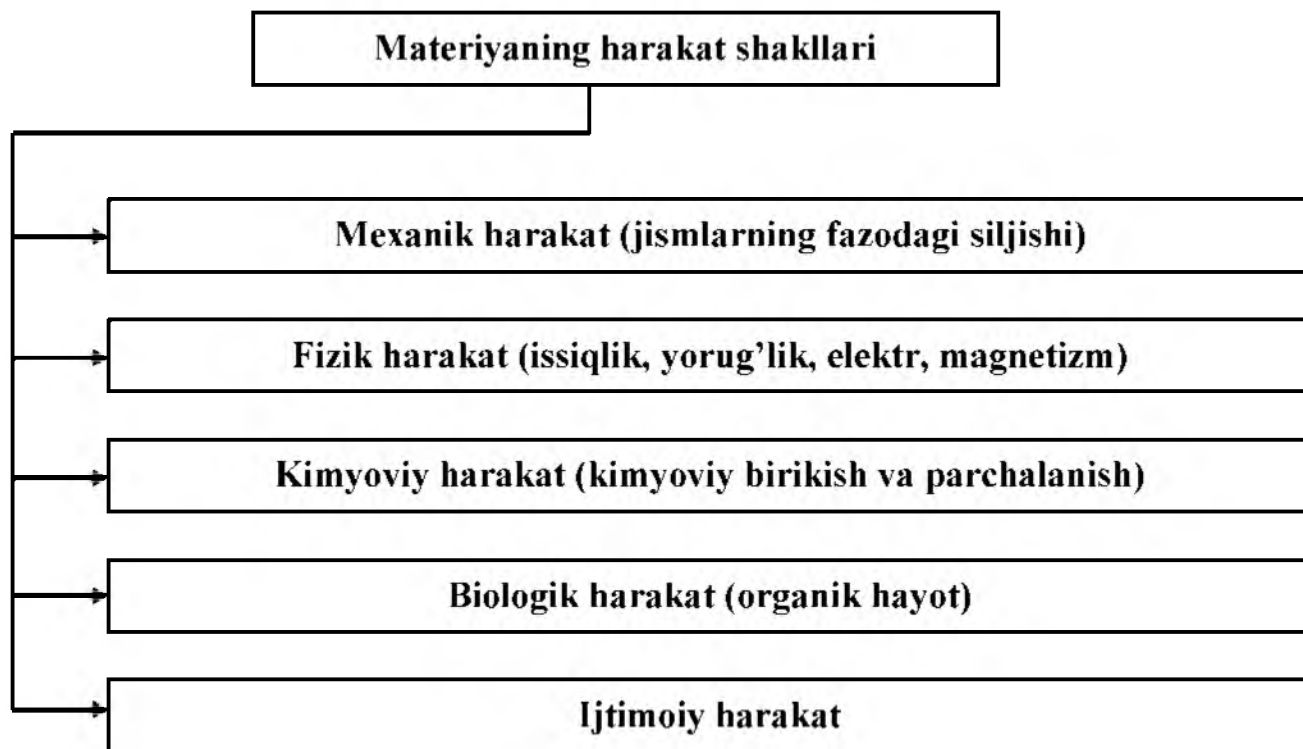 Materiyaning harakat shakllari
Mexanik harakat (jismlarning fazodagi siljishi)
Fizik harakat (issiqlik, yorug’lik, elektr, magnetizm)
Kimyoviy harakat (kimyoviy birikish va parchalanish)
Biologik harakat (organik hayot)
Ijtimoiy harakat